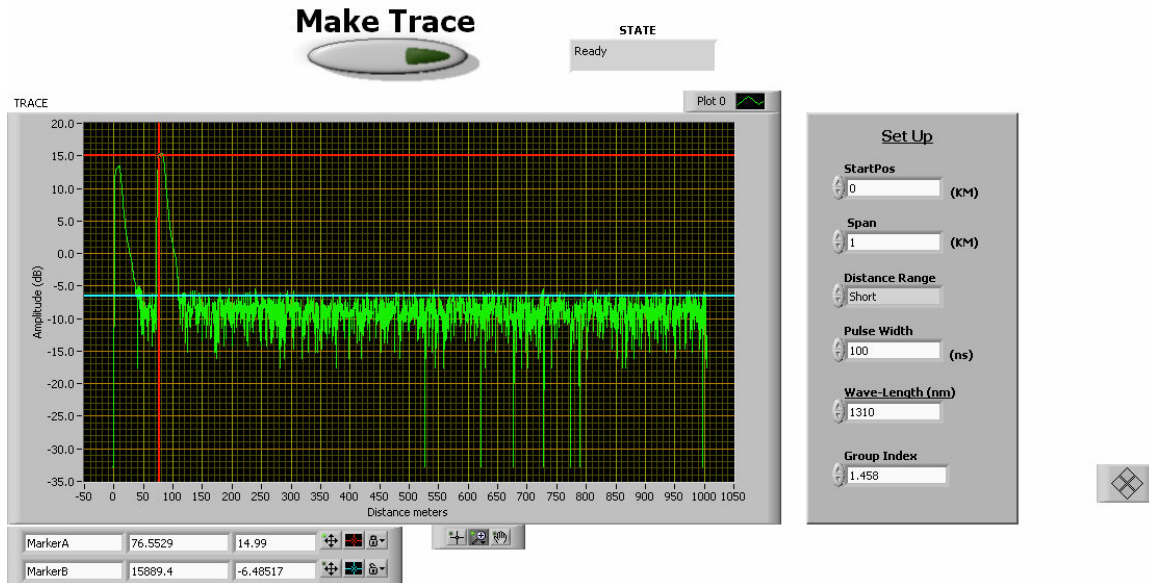 Make Trace
STATE
Ready
TRACE
Plot 0
20.0
15.0
10.0
5.0
0.0
-5.0
-10.0
-15.0
-20.0
-25.0
-30.0
-35.0
Amplitude (dB)
-50 0 50 100 150 200 250 300 350 400 450 500 550 600 650 700 750 800 850 900 950 1000 1050
Distance meters
Set Up
StartPos
0 (KM)
Span
1 (KM)
Distance Range
Short
Pulse Width
100 (ns)
Wave-Length (nm)
1310
Group Index
1.458
MarkerA 76.5529 14.99
MarkerB 15889.4 -6.48517